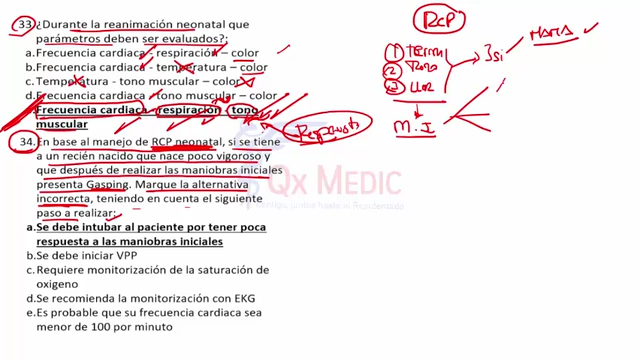 33. ¿Durante la reanimación neonatal que
parámetros deben ser evaluados?:
a.Frecuencia cardiaca - respiración – color
b.Frecuencia cardiaca - temperatura – color
c. Temperatura - tono muscular – color
d.Frecuencia cardiaca - tono muscular - color
Frecuencia cardiaca - respiración - tono
muscular
34. En base al manejo de RCP neonatal, si se tiene
a un recién nacido que nace poco vigoroso y
que después de realizar las maniobras iniciales
presenta Gasping. Marque la alternativa
incorrecta, teniendo en cuenta el siguiente
paso a realizar:
a.Se debe intubar al paciente por tener poca
respuesta a las maniobras iniciales
b.Se debe iniciar VPP
c. Requiere monitorización de la saturación de
oxigeno
d.Se recomienda la monitorización con EKG
e.Es probable que su frecuencia cardiaca sea
menor de 100 por minuto
RCP
1
2
3
3 si
M.I
Qx MEDIC